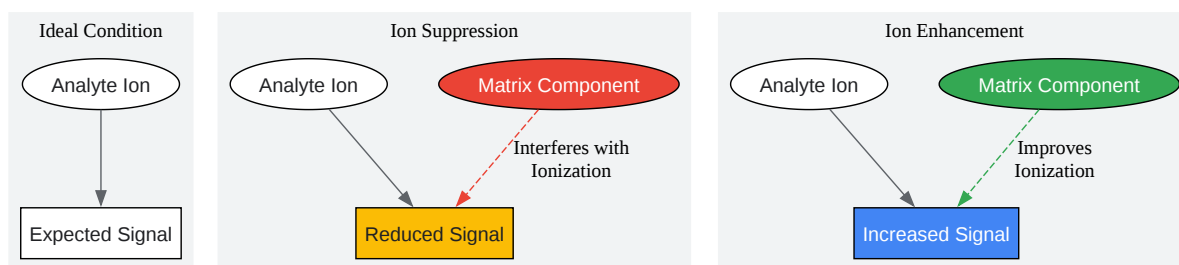 Ideal Condition
Analyte Ion
Expected Signal
Ion Suppression
Analyte Ion
Matrix Component
Interferes with
Ionization
Reduced Signal
Ion Enhancement
Analyte Ion
Matrix Component
Improves
Ionization
Increased Signal